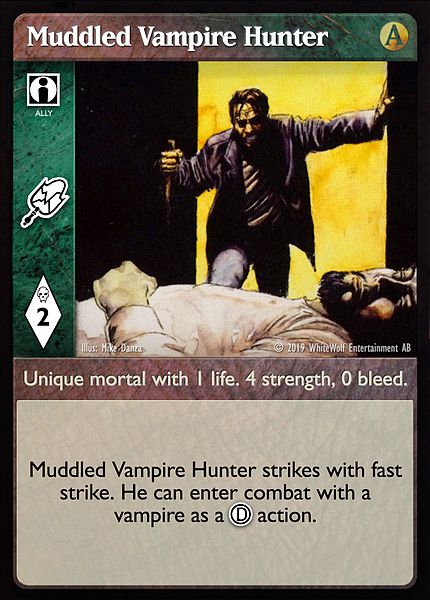 Muddled Vampire Hunter A
ALLY
2
Illus: Mike Danza © 2019 WhiteWolf Entertainment AB
Unique mortal with 1 life. 4 strength, 0 bleed.
Muddled Vampire Hunter strikes with fast
strike. He can enter combat with a
vampire as a Ⓓ action.